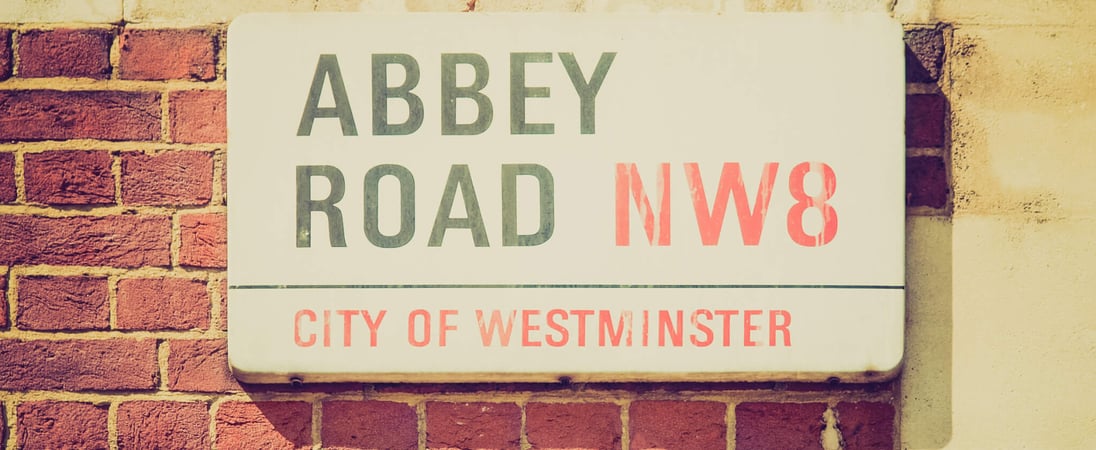 ABBEY
ROAD NW8
CITY OF WESTMINSTER